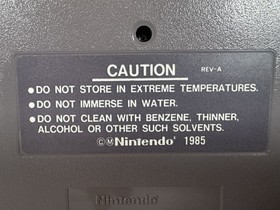 CAUTION REV-A
●DO NOT STORE IN EXTREME TEMPERATURES.
●DO NOT IMMERSE IN WATER.
●DO NOT CLEAN WITH BENZENE, THINNER,
ALCOHOL OR OTHER SUCH SOLVENTS.
©ⓂNintendo® 1985
Nintendo